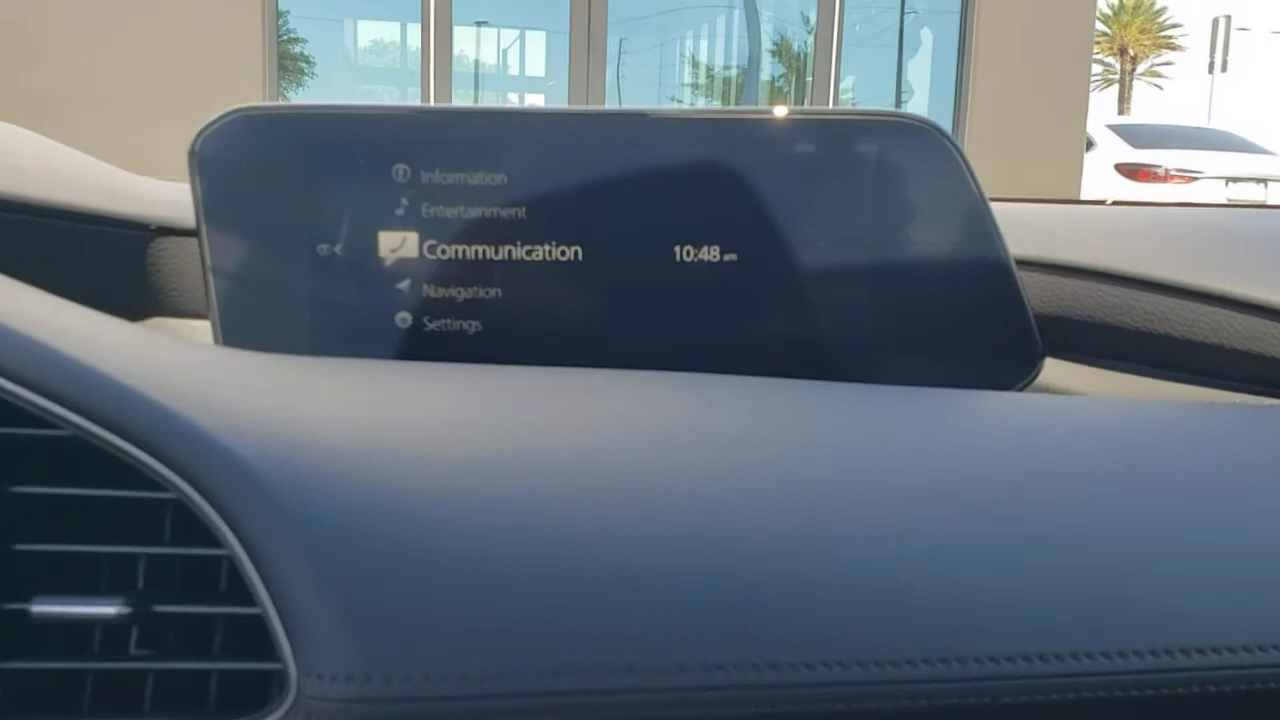 Information
Entertainment
Communication
10:48 am
Navigation
Settings